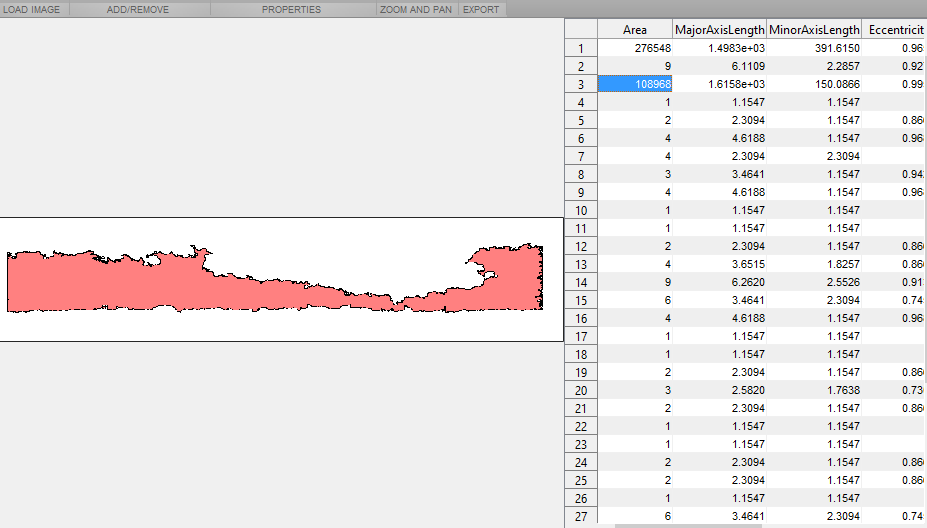 LOAD IMAGE ADD/REMOVE PROPERTIES ZOOM AND PAN EXPORT
Area MajorAxisLength MinorAxisLength Eccentricit
1 276548 1.4983e+03 391.6150 0.96
2 9 6.1109 2.2857 0.92
3 108968 1.6158e+03 150.0866 0.99
4 1 1.1547 1.1547
5 2 2.3094 1.1547 0.86
6 4 4.6188 1.1547 0.96
7 4 2.3094 2.3094
8 3 3.4641 1.1547 0.94
9 4 4.6188 1.1547 0.96
10 1 1.1547 1.1547
11 1 1.1547 1.1547
12 2 2.3094 1.1547 0.86
13 4 3.6515 1.8257 0.86
14 9 6.2620 2.5526 0.91
15 6 3.4641 2.3094 0.74
16 4 4.6188 1.1547 0.96
17 1 1.1547 1.1547
18 1 1.1547 1.1547
19 2 2.3094 1.1547 0.86
20 3 2.5820 1.7638 0.73
21 2 2.3094 1.1547 0.86
22 1 1.1547 1.1547
23 1 1.1547 1.1547
24 2 2.3094 1.1547 0.86
25 2 2.3094 1.1547 0.86
26 1 1.1547 1.1547
27 6 3.4641 2.3094 0.74